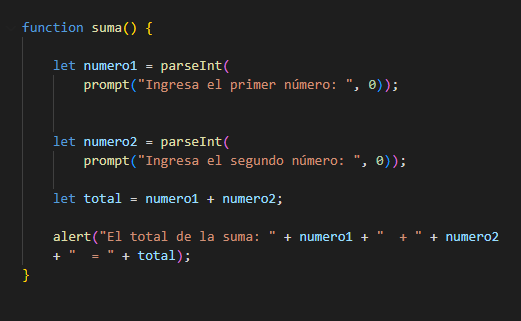 function suma() {
let numero1 = parseInt(
prompt("Ingresa el primer número: ", 0));
let numero2 = parseInt(
prompt("Ingresa el segundo número: ", 0));
let total = numero1 + numero2;
alert("El total de la suma: " + numero1 + "  + " + numero2
+ "  = " + total);
}